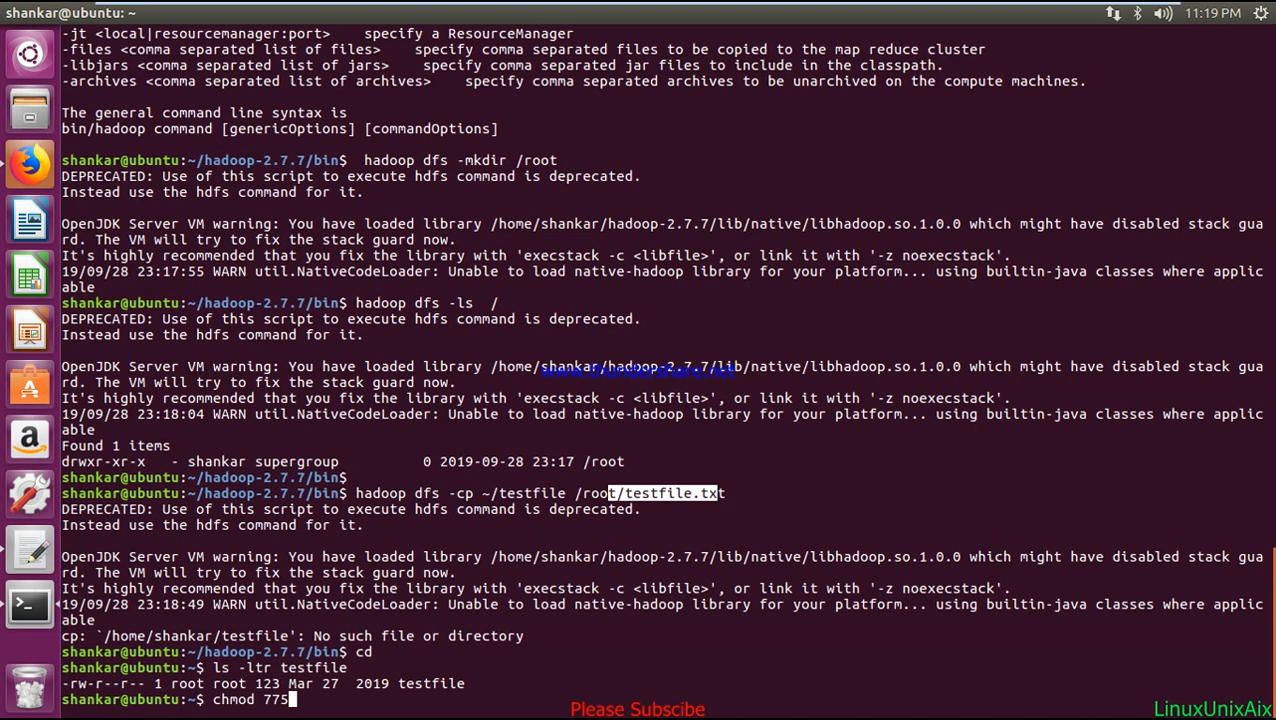 shankar@ubuntu: ~
11:19 PM
-jt <local|resourcemanager:port>    specify a ResourceManager
-files <comma separated list of files>    specify comma separated files to be copied to the map reduce cluster
-libjars <comma separated list of jars>    specify comma separated jar files to include in the classpath.
-archives <comma separated list of archives>    specify comma separated archives to be unarchived on the compute machines.
The general command line syntax is
bin/hadoop command [genericOptions] [commandOptions]
shankar@ubuntu:~/hadoop-2.7.7/bin$  hadoop dfs -mkdir /root
DEPRECATED: Use of this script to execute hdfs command is deprecated.
Instead use the hdfs command for it.
OpenJDK Server VM warning: You have loaded library /home/shankar/hadoop-2.7.7/lib/native/libhadoop.so.1.0.0 which might have disabled stack gua
rd. The VM will try to fix the stack guard now.
It's highly recommended that you fix the library with 'execstack -c <libfile>', or link it with '-z noexecstack'.
19/09/28 23:17:55 WARN util.NativeCodeLoader: Unable to load native-hadoop library for your platform... using builtin-java classes where applic
able
shankar@ubuntu:~/hadoop-2.7.7/bin$ hadoop dfs -ls  /
DEPRECATED: Use of this script to execute hdfs command is deprecated.
Instead use the hdfs command for it.
OpenJDK Server VM warning: You have loaded library /home/shankar/hadoop-2.7.7/lib/native/libhadoop.so.1.0.0 which might have disabled stack gua
www.thundershare.net
rd. The VM will try to fix the stack guard now.
It's highly recommended that you fix the library with 'execstack -c <libfile>', or link it with '-z noexecstack'.
19/09/28 23:18:04 WARN util.NativeCodeLoader: Unable to load native-hadoop library for your platform... using builtin-java classes where applic
able
Found 1 items
drwxr-xr-x   - shankar supergroup          0 2019-09-28 23:17 /root
shankar@ubuntu:~/hadoop-2.7.7/bin$
shankar@ubuntu:~/hadoop-2.7.7/bin$ hadoop dfs -cp ~/testfile /root/testfile.txt
DEPRECATED: Use of this script to execute hdfs command is deprecated.
Instead use the hdfs command for it.
OpenJDK Server VM warning: You have loaded library /home/shankar/hadoop-2.7.7/lib/native/libhadoop.so.1.0.0 which might have disabled stack gua
rd. The VM will try to fix the stack guard now.
It's highly recommended that you fix the library with 'execstack -c <libfile>', or link it with '-z noexecstack'.
19/09/28 23:18:49 WARN util.NativeCodeLoader: Unable to load native-hadoop library for your platform... using builtin-java classes where applic
able
cp: `/home/shankar/testfile': No such file or directory
shankar@ubuntu:~/hadoop-2.7.7/bin$ cd
shankar@ubuntu:~$ ls -ltr testfile
-rw-r--r-- 1 root root 123 Mar 27  2019 testfile
shankar@ubuntu:~$ chmod 775
Please Subscibe
LinuxUnixAix